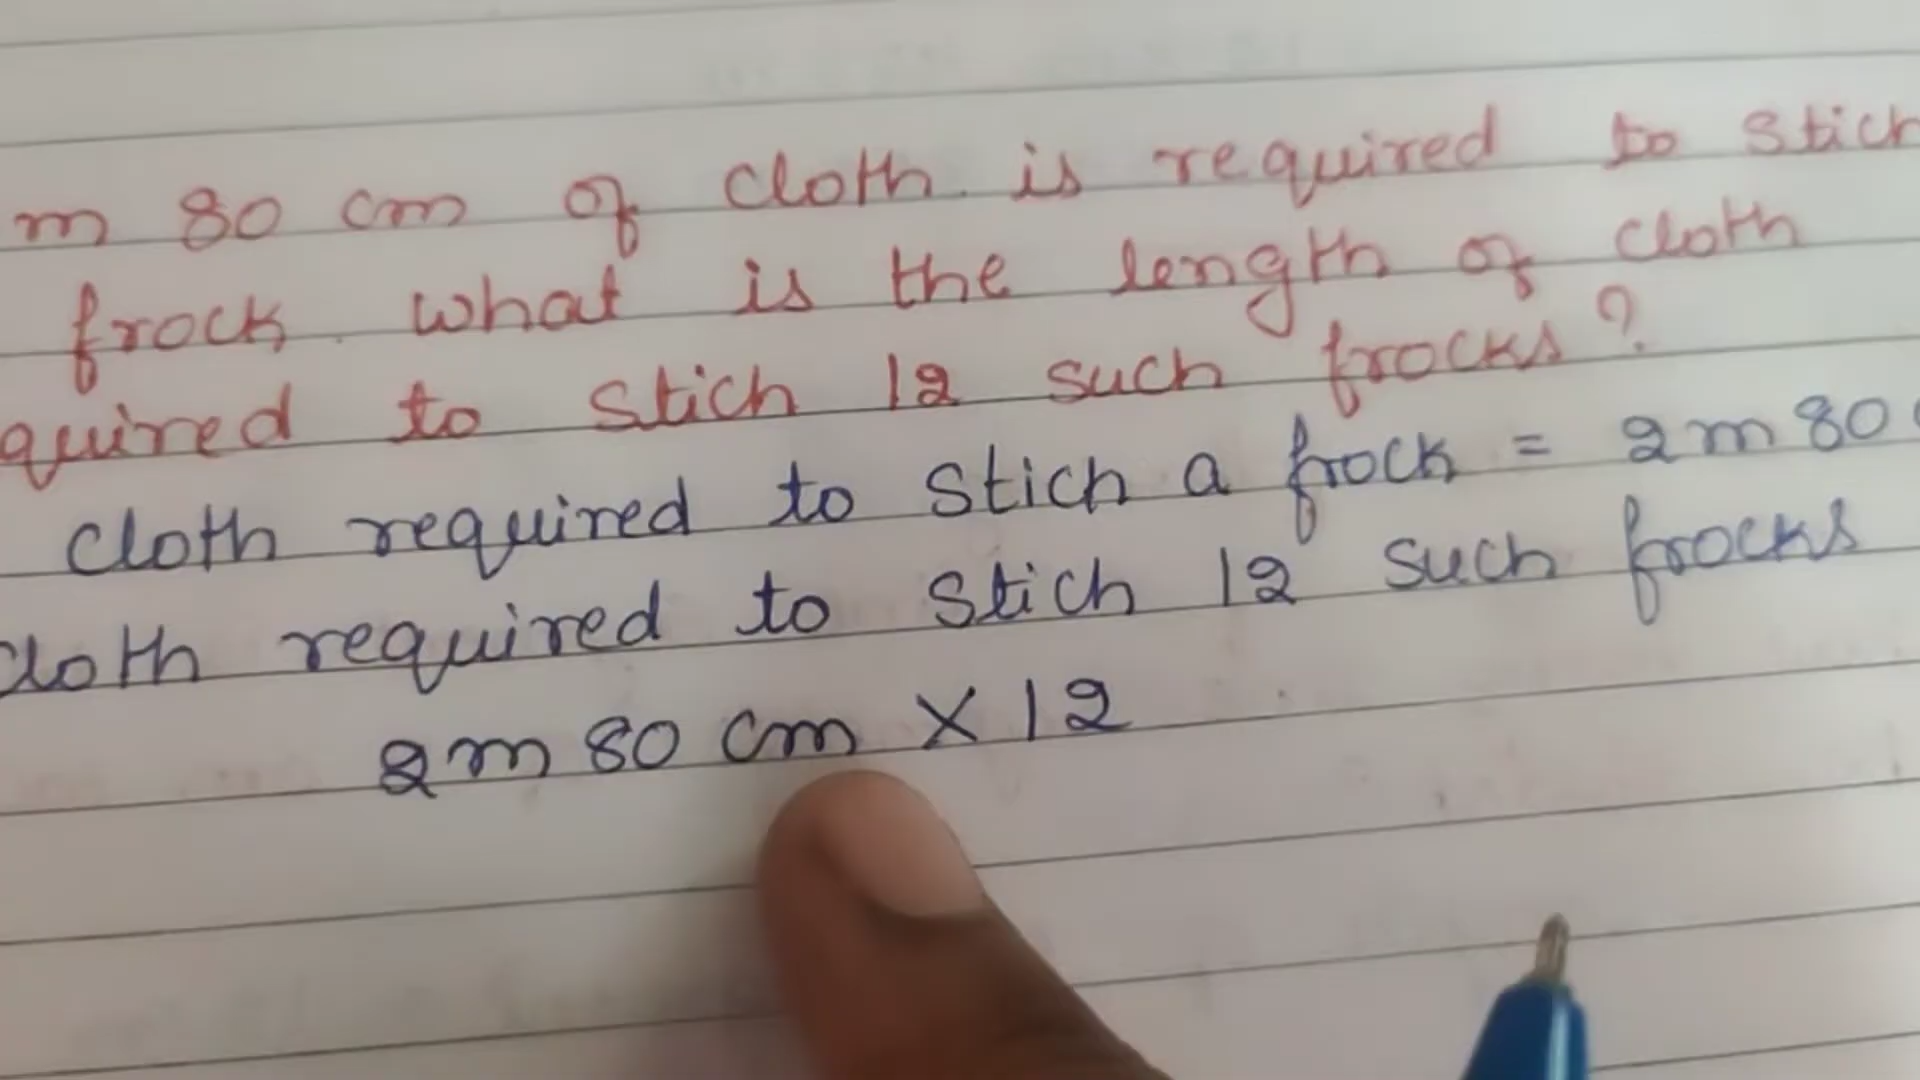 m 80 cm of cloth is required to stich
frock. what is the length of cloth
quired to stich 12 such frocks?
cloth required to stich a frock = 2m 80
cloth required to stich 12 such frocks
2m 80 cm × 12